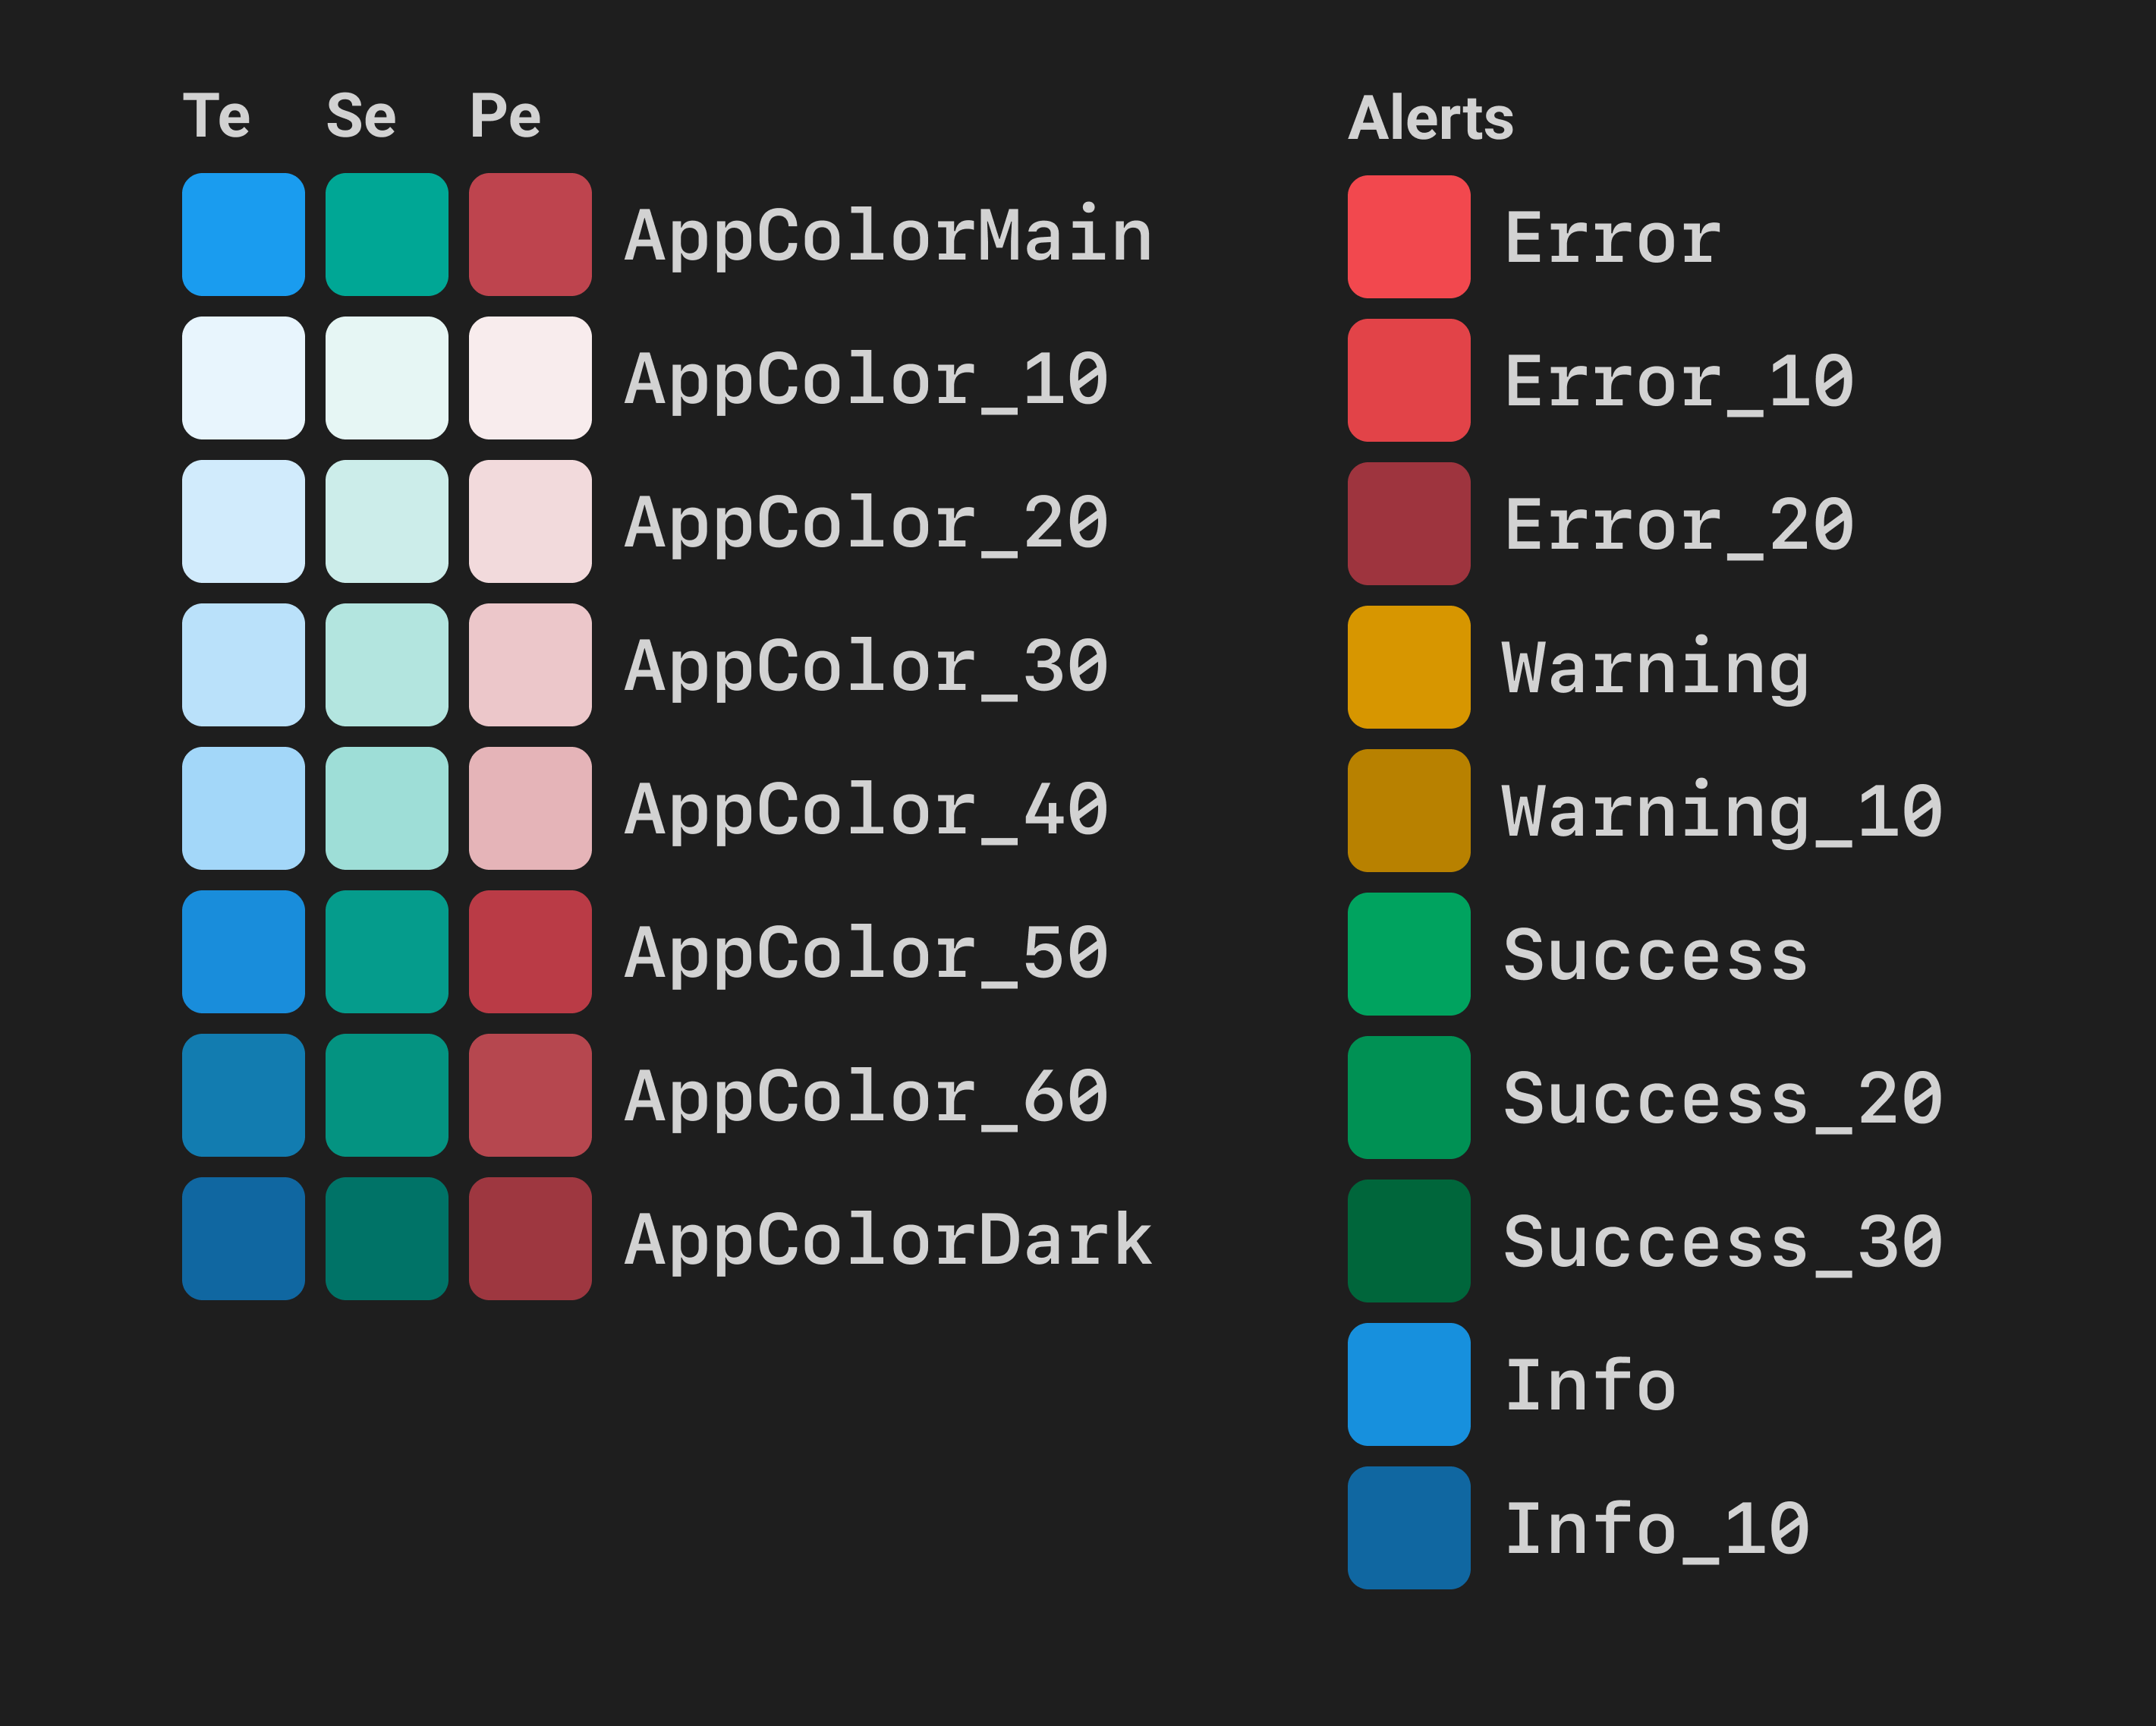 Te Se Pe
AppColorMain
AppColor_10
AppColor_20
AppColor_30
AppColor_40
AppColor_50
AppColor_60
AppColorDark
Alerts
Error
Error_10
Error_20
Warning
Warning_10
Success
Success_20
Success_30
Info
Info_10